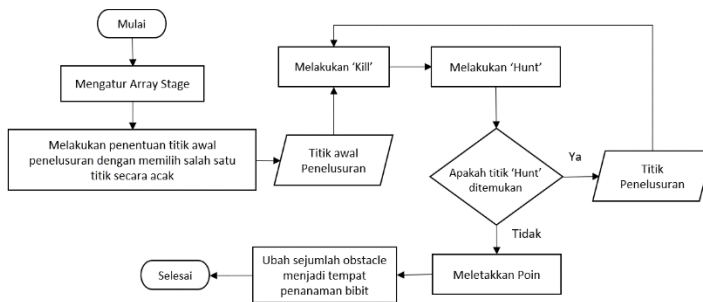 Mulai
Mengatur Array Stage
Melakukan penentuan titik awal
penelusuran dengan memilih salah satu
titik secara acak
Titik awal
Penelusuran
Melakukan ‘Kill’
Melakukan ‘Hunt’
Apakah titik ‘Hunt’
ditemukan
Ya
Titik
Penelusuran
Tidak
Meletakkan Poin
Ubah sejumlah obstacle
menjadi tempat
penanaman bibit
Selesai